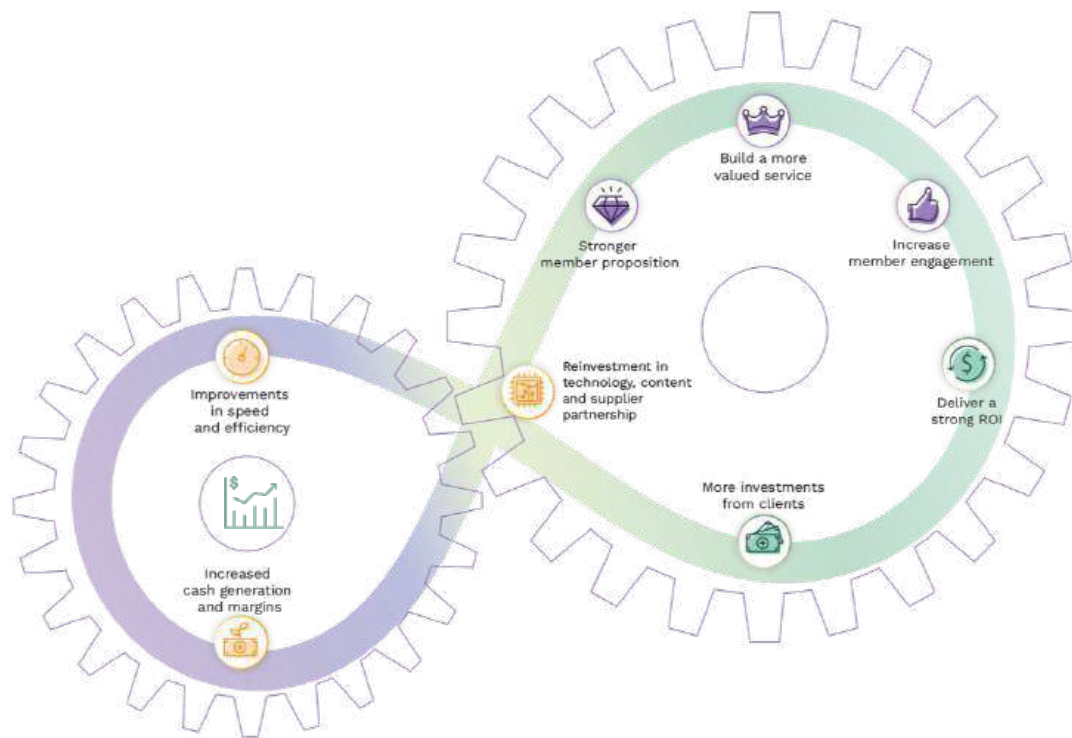 Build a more
valued service
Stronger
member proposition
Increase
member engagement
Reinvestment in
technology, content
and supplier
partnership
Improvements
in speed
and efficiency
$
Deliver a
strong ROI
$
More investments
from clients
Increased
cash generation
and margins